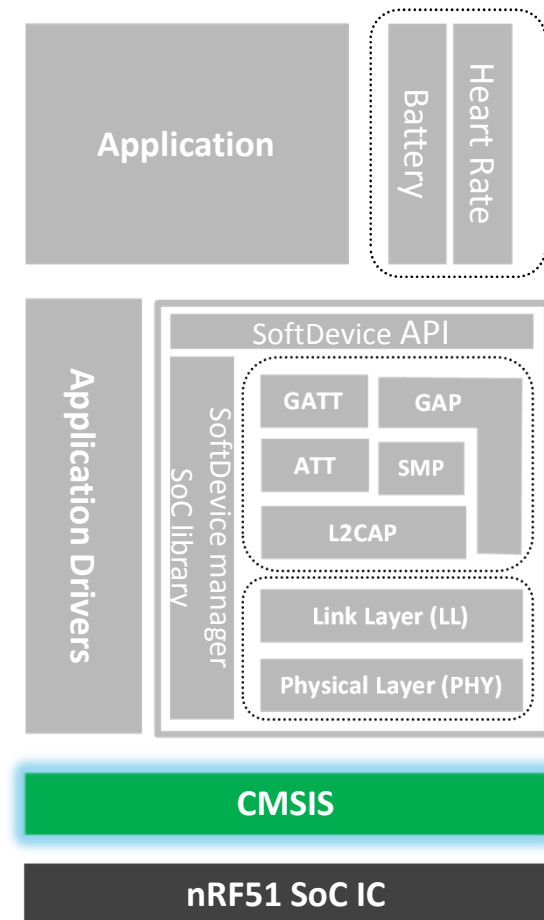 Application
Battery
Heart Rate
Application Drivers
SoftDevice API
SoftDevice manager
SoC library
GATT
GAP
ATT
SMP
L2CAP
Link Layer (LL)
Physical Layer (PHY)
CMSIS
nRF51 SoC IC